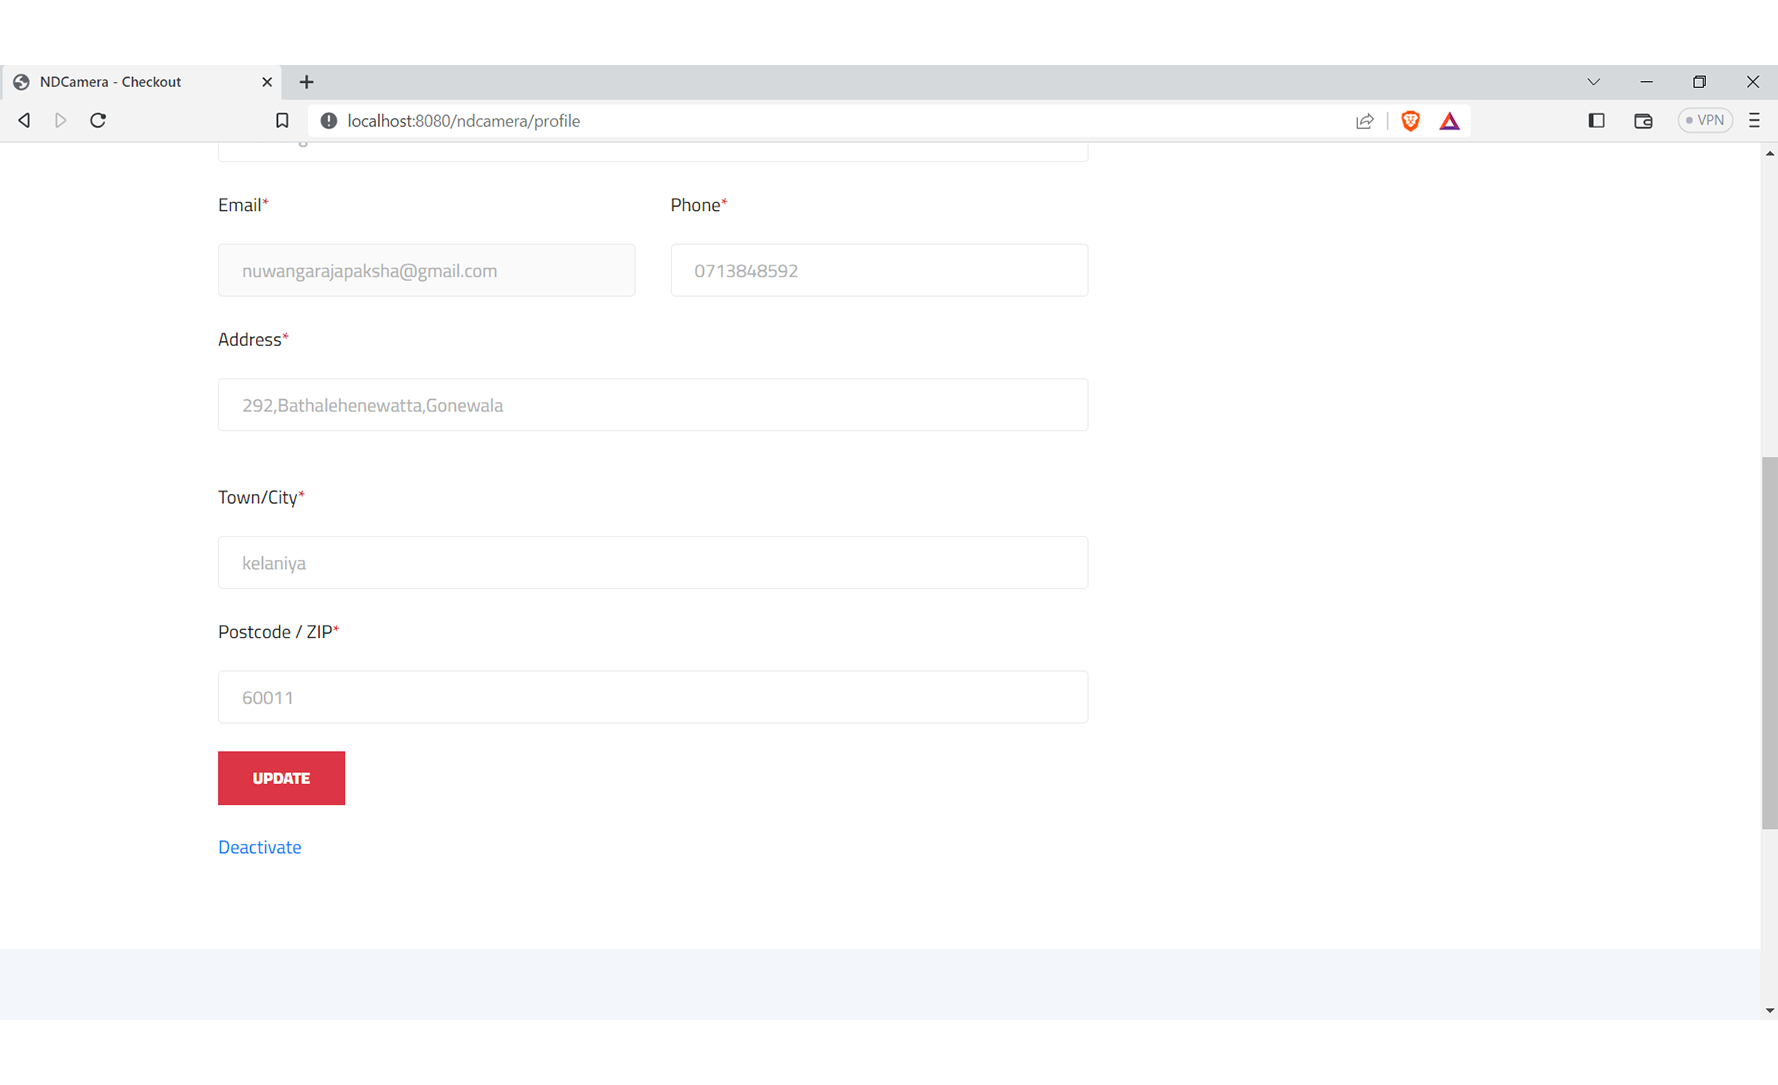 NDCamera - Checkout
localhost:8080/ndcamera/profile
VPN
Email* Phone*
nuwangarajapaksha@gmail.com 0713848592
Address*
292,Bathalehenewatta,Gonewala
Town/City*
kelaniya
Postcode / ZIP*
60011
UPDATE
Deactivate